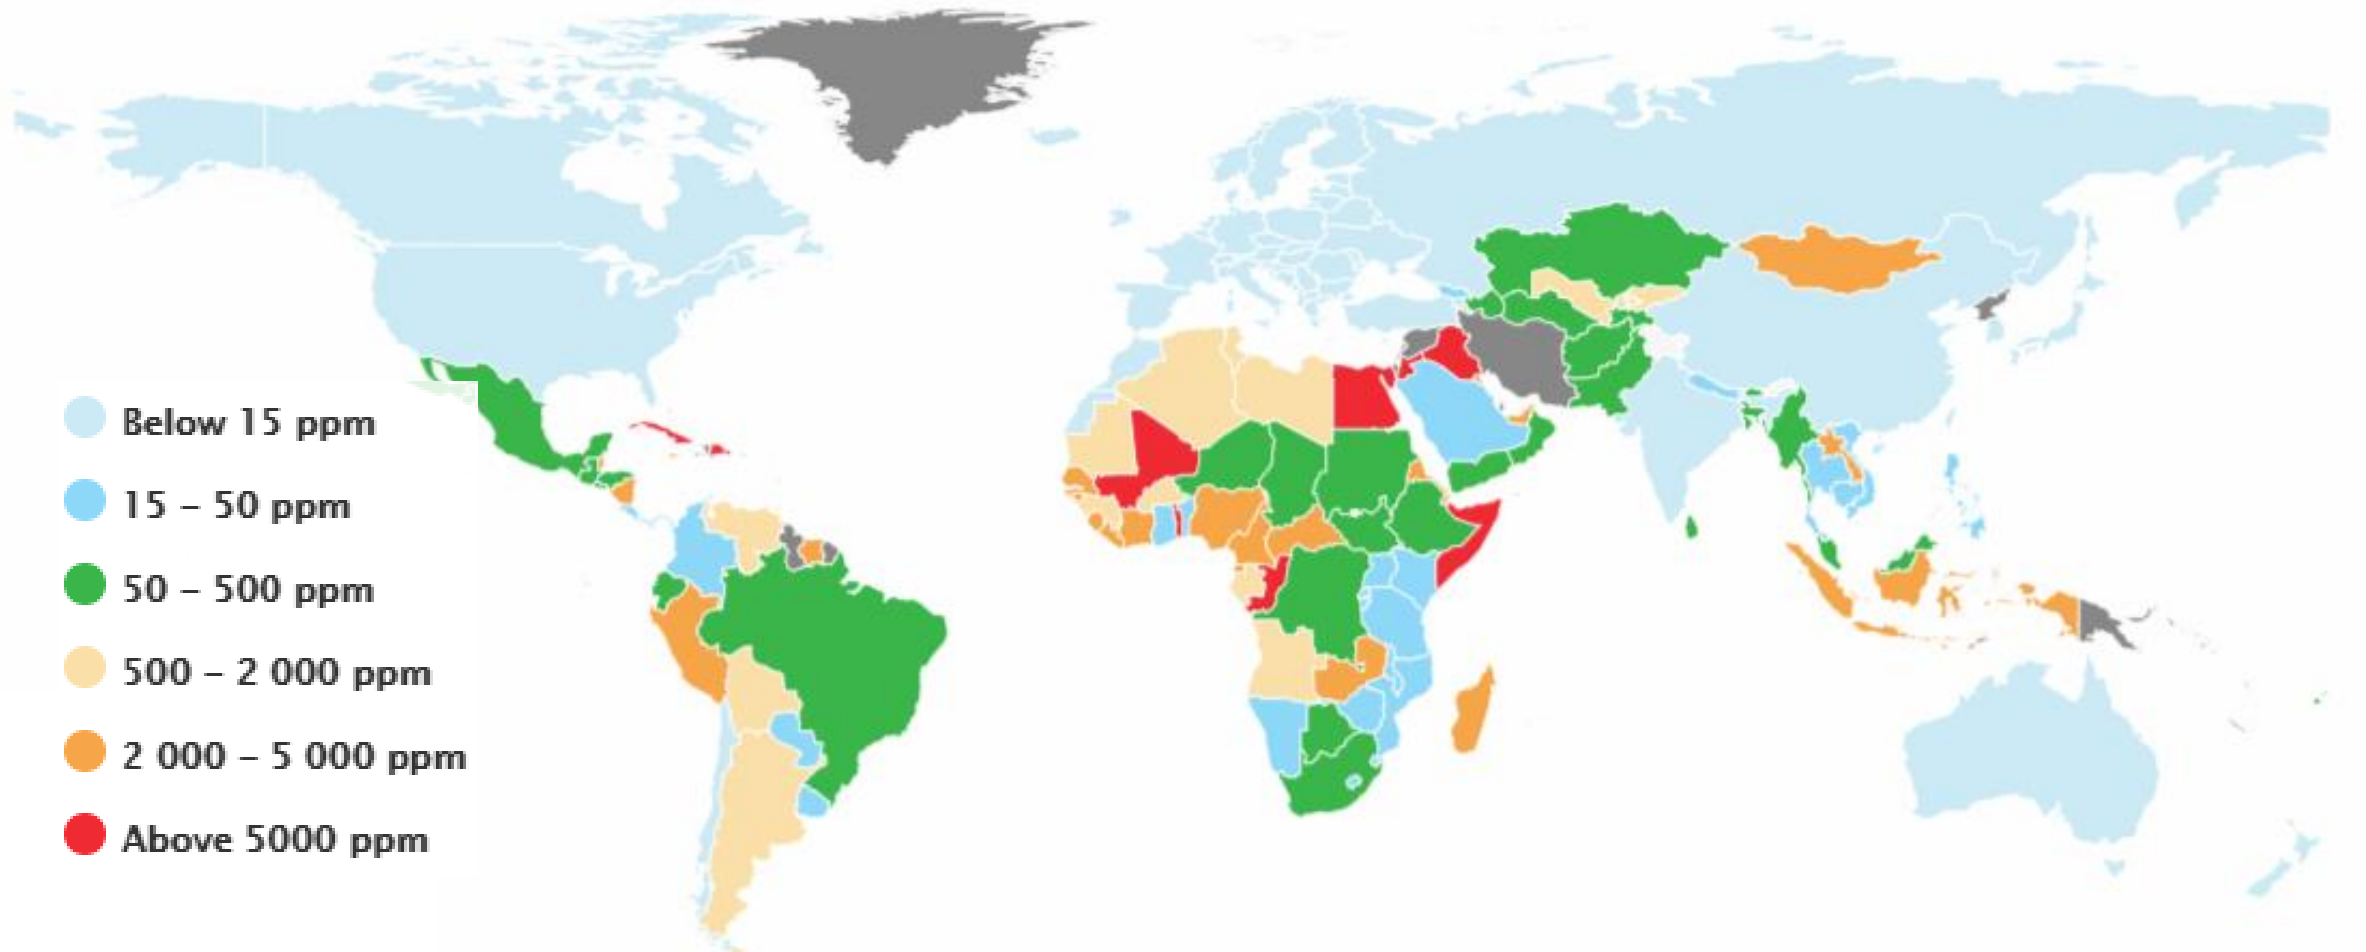 Below 15 ppm
15 – 50 ppm
50 – 500 ppm
500 – 2 000 ppm
2 000 – 5 000 ppm
Above 5000 ppm